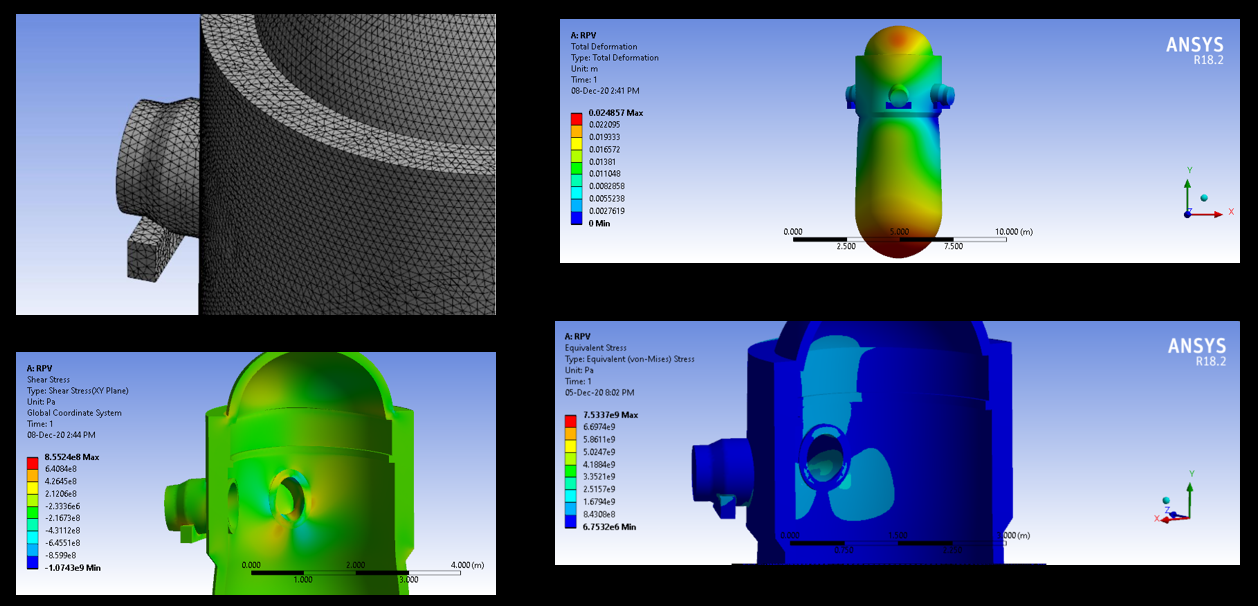 A: RPV
Total Deformation
Type: Total Deformation
Unit: m
Time: 1
08-Dec-20 2:41 PM
0.024857 Max
0.022095
0.019333
0.016572
0.01381
0.011048
0.0082858
0.0055238
0.0027619
0 Min
ANSYS
R18.2
Y
X
Z
0.000
5.000
10.000 (m)
2.500
7.500
A: RPV
Shear Stress
Type: Shear Stress(XY Plane)
Unit: Pa
Global Coordinate System
Time: 1
08-Dec-20 2:44 PM
8.5524e8 Max
6.4084e8
4.2645e8
2.1206e8
-2.3336e6
-2.1673e8
-4.3112e8
-6.4551e8
-8.599e8
-1.0743e9 Min
0.000
2.000
4.000 (m)
1.000
3.000
A: RPV
Equivalent Stress
Type: Equivalent (von-Mises) Stress
Unit: Pa
Time: 1
05-Dec-20 8:02 PM
7.5337e9 Max
6.6974e9
5.8611e9
5.0247e9
4.1884e9
3.3521e9
2.5157e9
1.6794e9
8.4308e8
6.7532e6 Min
ANSYS
R18.2
Y
Z
X
(m)